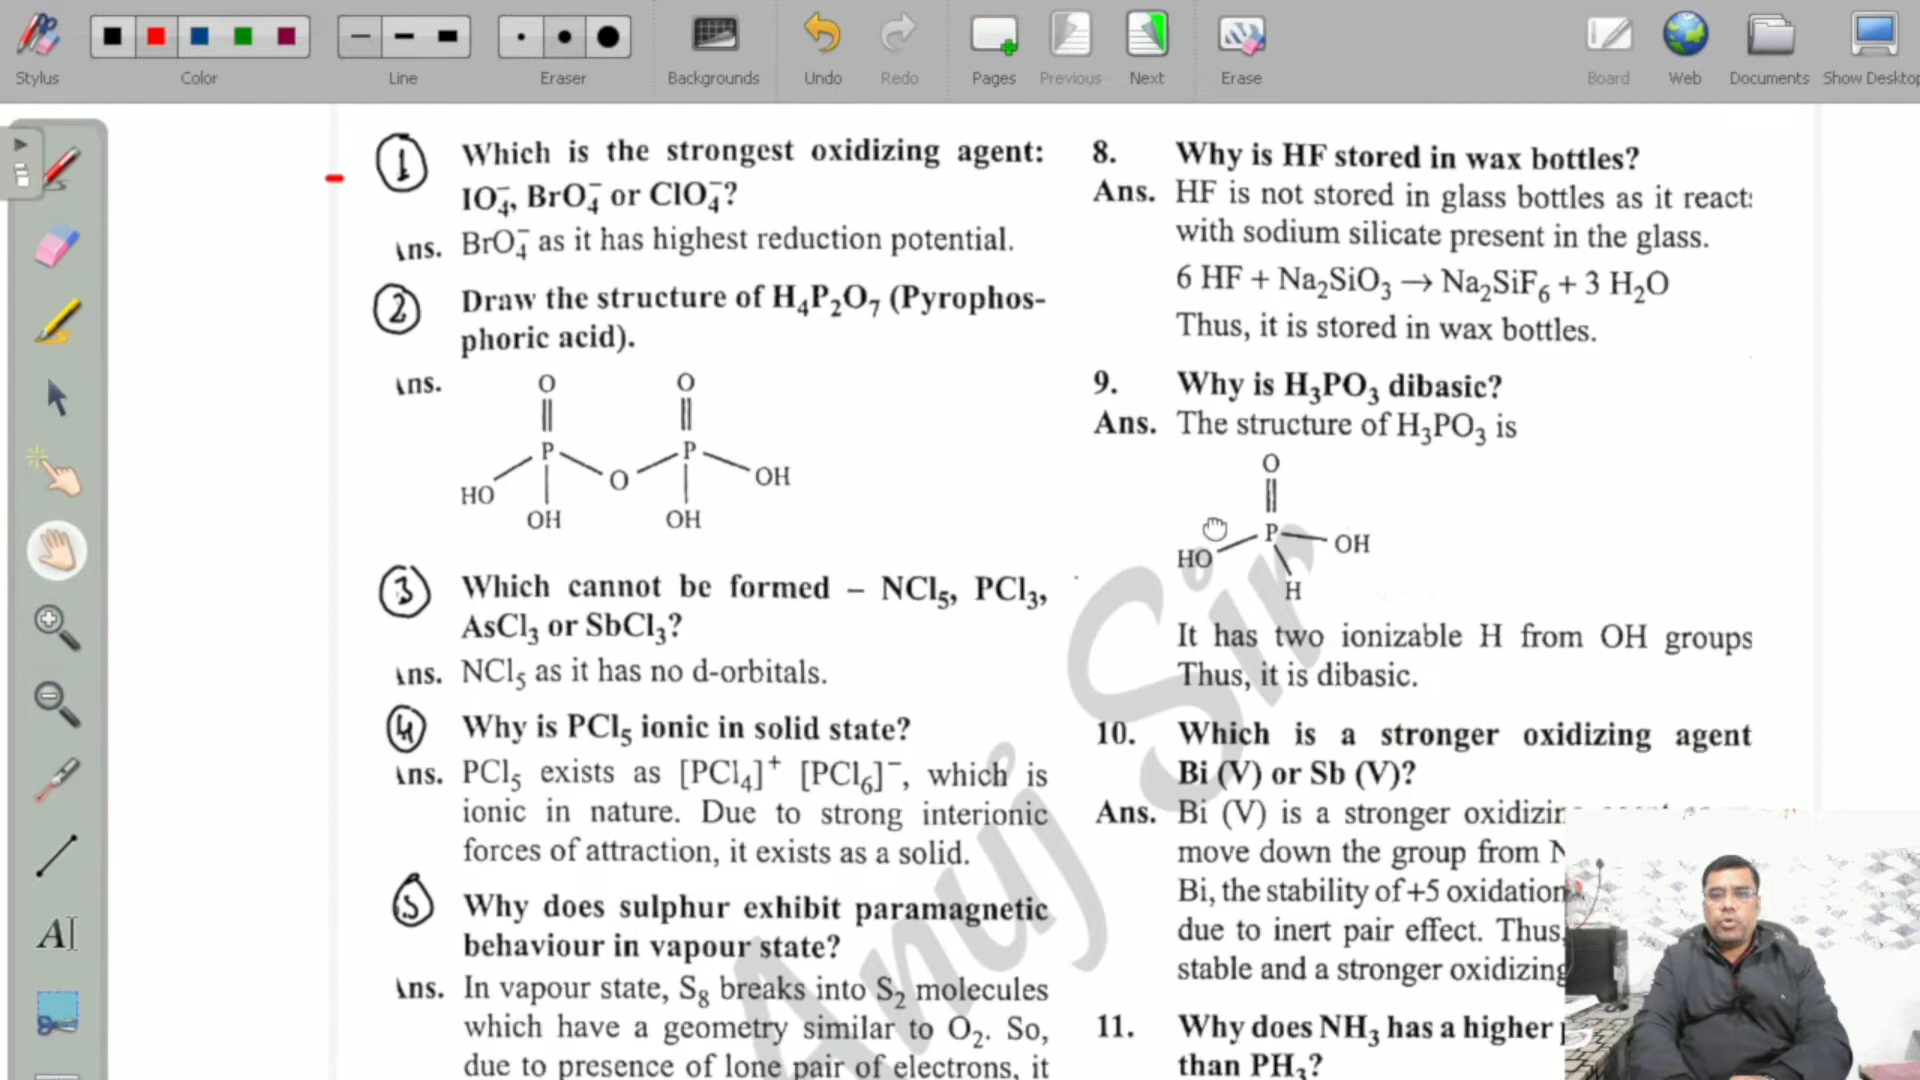 Stylus
Color
Line
Eraser
Backgrounds
Undo
Redo
Pages
Previous
Next
Erase
Board
Web
Documents
Show Desktop
1 Which is the strongest oxidizing agent:
IO₄⁻, BrO₄⁻ or ClO₄⁻?
Ans. BrO₄⁻ as it has highest reduction potential.
2 Draw the structure of H₄P₂O₇ (Pyrophos-
phoric acid).
Ans.
O O
P P
HO O OH
OH OH
3 Which cannot be formed – NCl₅, PCl₃,
AsCl₃ or SbCl₃?
Ans. NCl₅ as it has no d-orbitals.
4 Why is PCl₅ ionic in solid state?
Ans. PCl₅ exists as [PCl₄]⁺ [PCl₆]⁻, which is
ionic in nature. Due to strong interionic
forces of attraction, it exists as a solid.
5 Why does sulphur exhibit paramagnetic
behaviour in vapour state?
Ans. In vapour state, S₈ breaks into S₂ molecules
which have a geometry similar to O₂. So,
due to presence of lone pair of electrons, it
8. Why is HF stored in wax bottles?
Ans. HF is not stored in glass bottles as it reacts
with sodium silicate present in the glass.
6 HF + Na₂SiO₃ → Na₂SiF₆ + 3 H₂O
Thus, it is stored in wax bottles.
9. Why is H₃PO₃ dibasic?
Ans. The structure of H₃PO₃ is
O
P
HO OH
H
It has two ionizable H from OH groups
Thus, it is dibasic.
10. Which is a stronger oxidizing agent
Bi (V) or Sb (V)?
Ans. Bi (V) is a stronger
move down the group from N
Bi, the stability of +5 oxidation
due to inert pair effect. Thus,
stable and a stronger oxidizing
11. Why does NH₃ has a higher
than PH₃?
Anuj Sir
AI